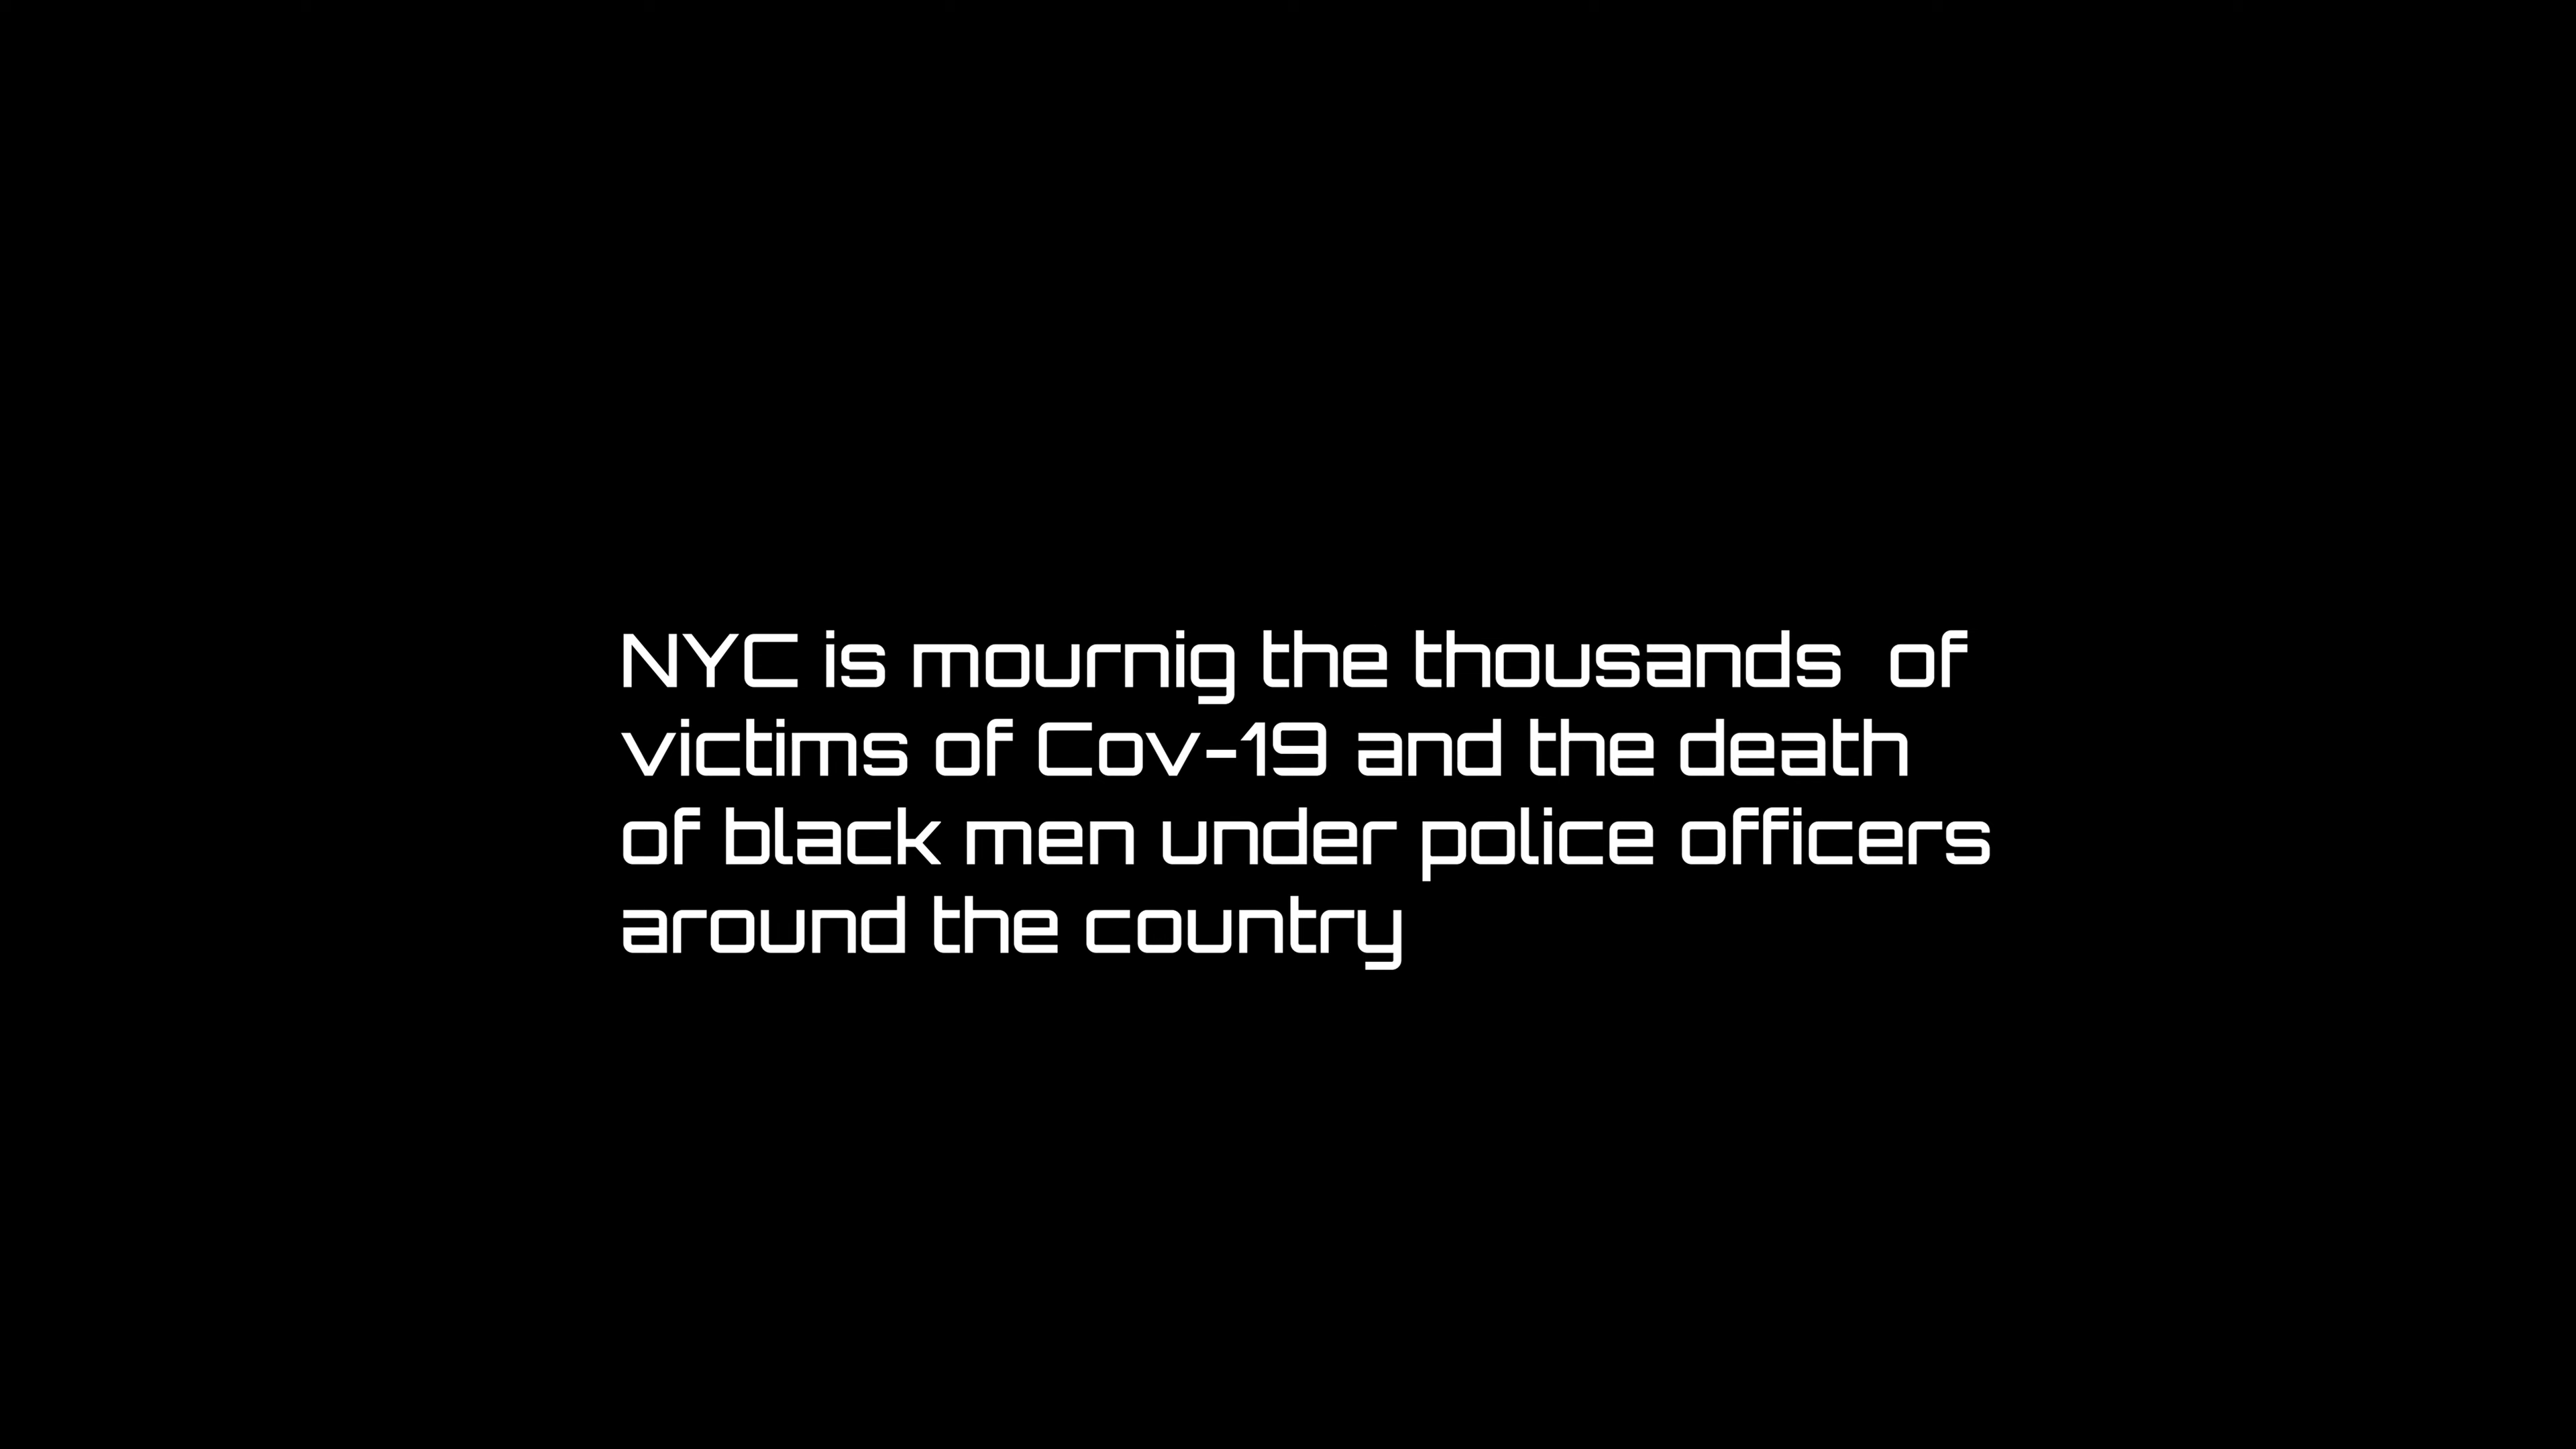 NYC is mournig the thousands  of
victims of Cov-19 and the death
of black men under police officers
around the country